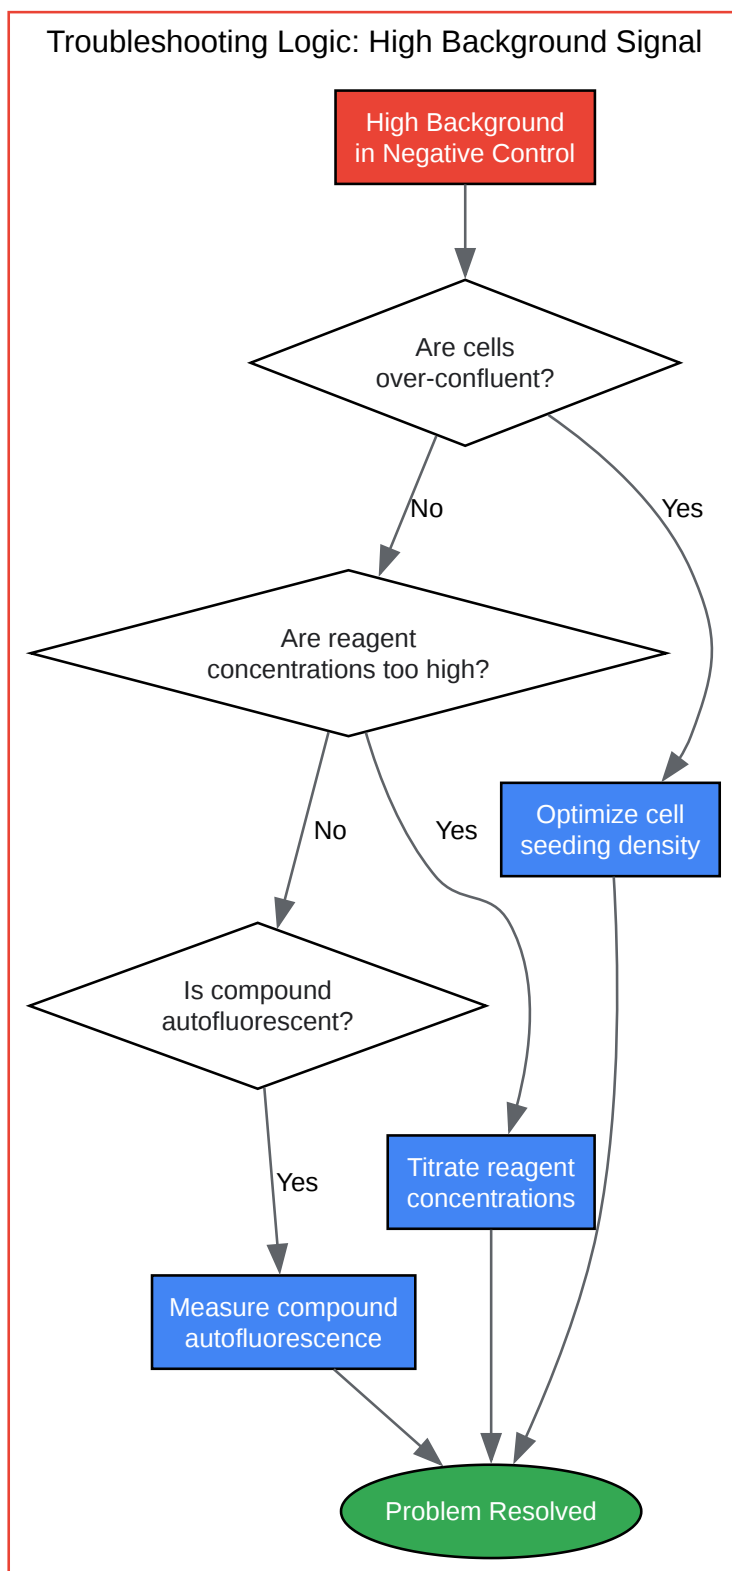 Troubleshooting Logic: High Background Signal
High Background
in Negative Control
Are cells
over-confluent?
No
Yes
Are reagent
concentrations too high?
No
Yes
Optimize cell
seeding density
Is compound
autofluorescent?
Yes
Titrate reagent
concentrations
Measure compound
autofluorescence
Problem Resolved